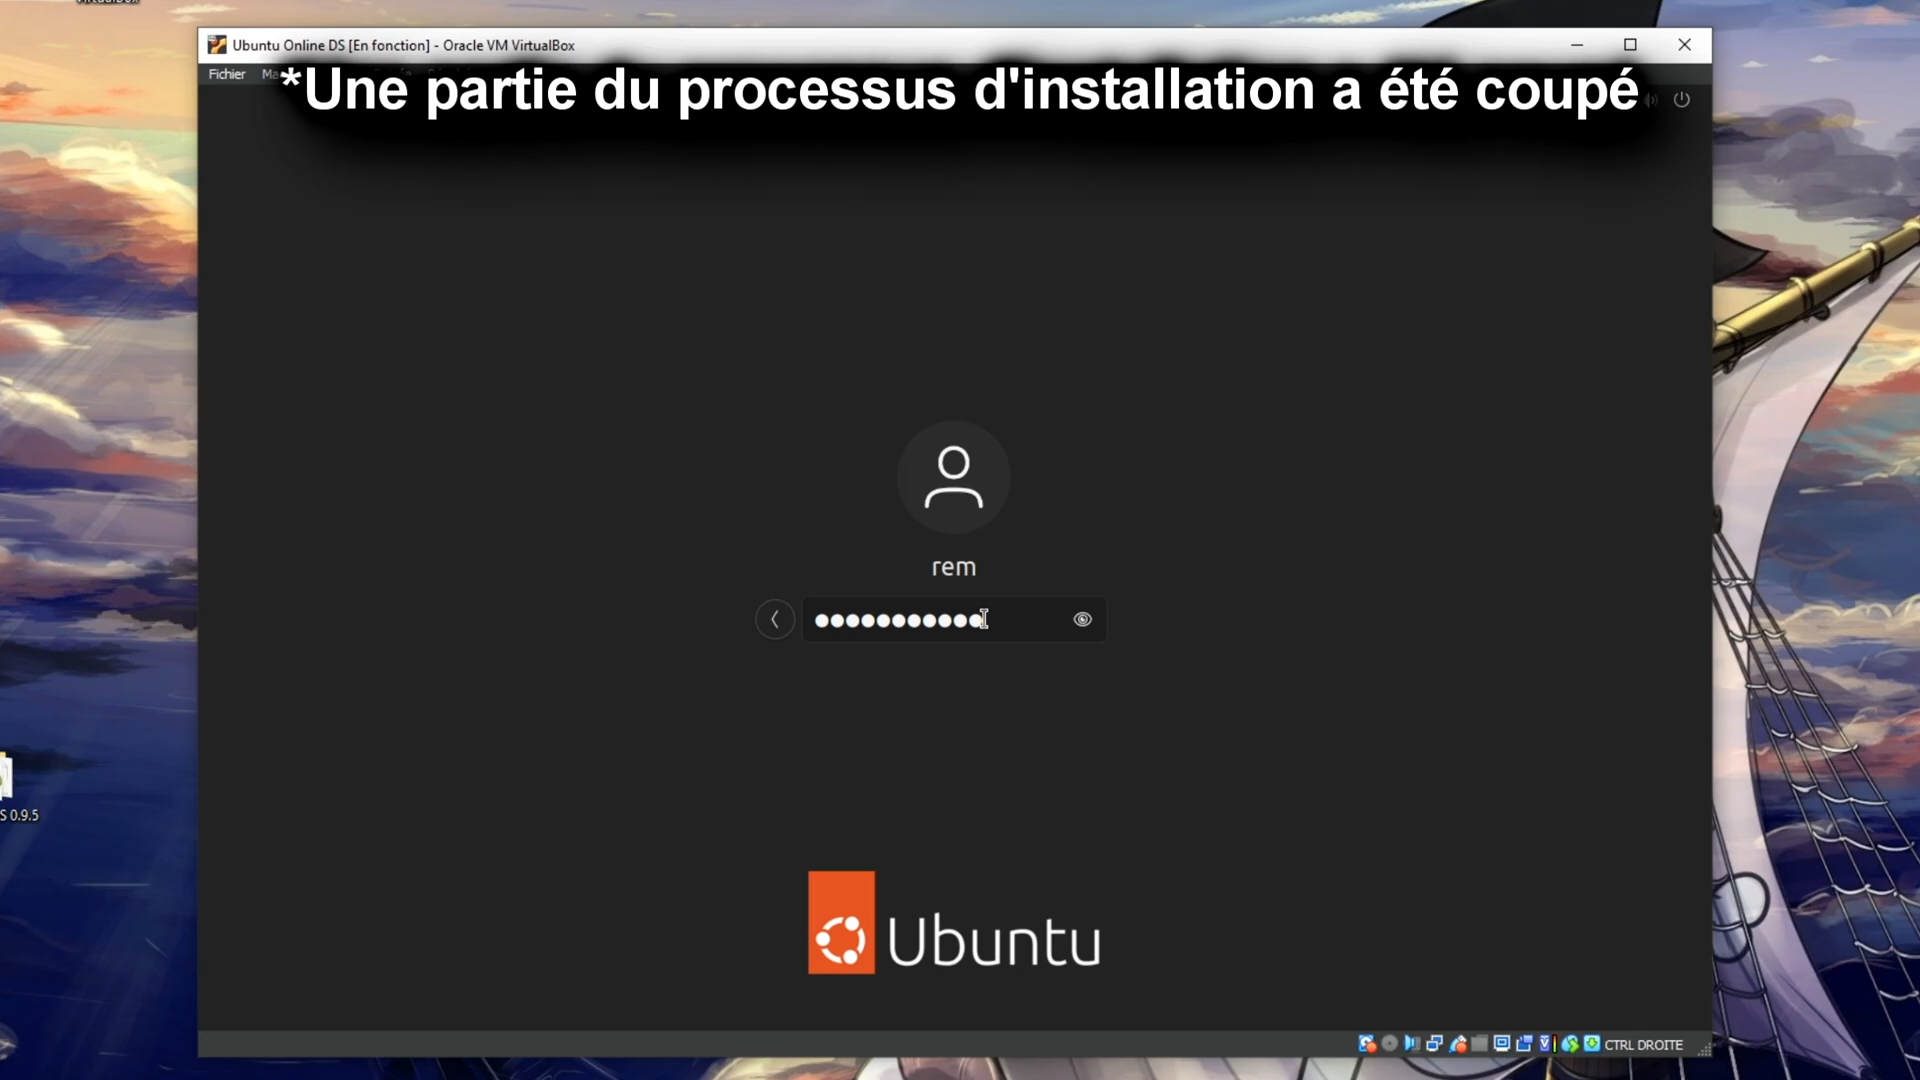 Ubuntu Online DS [En fonction] - Oracle VM VirtualBox
Fichier
*Une partie du processus d'installation a été coupé
rem
Ubuntu
S 0.9.5
CTRL DROITE